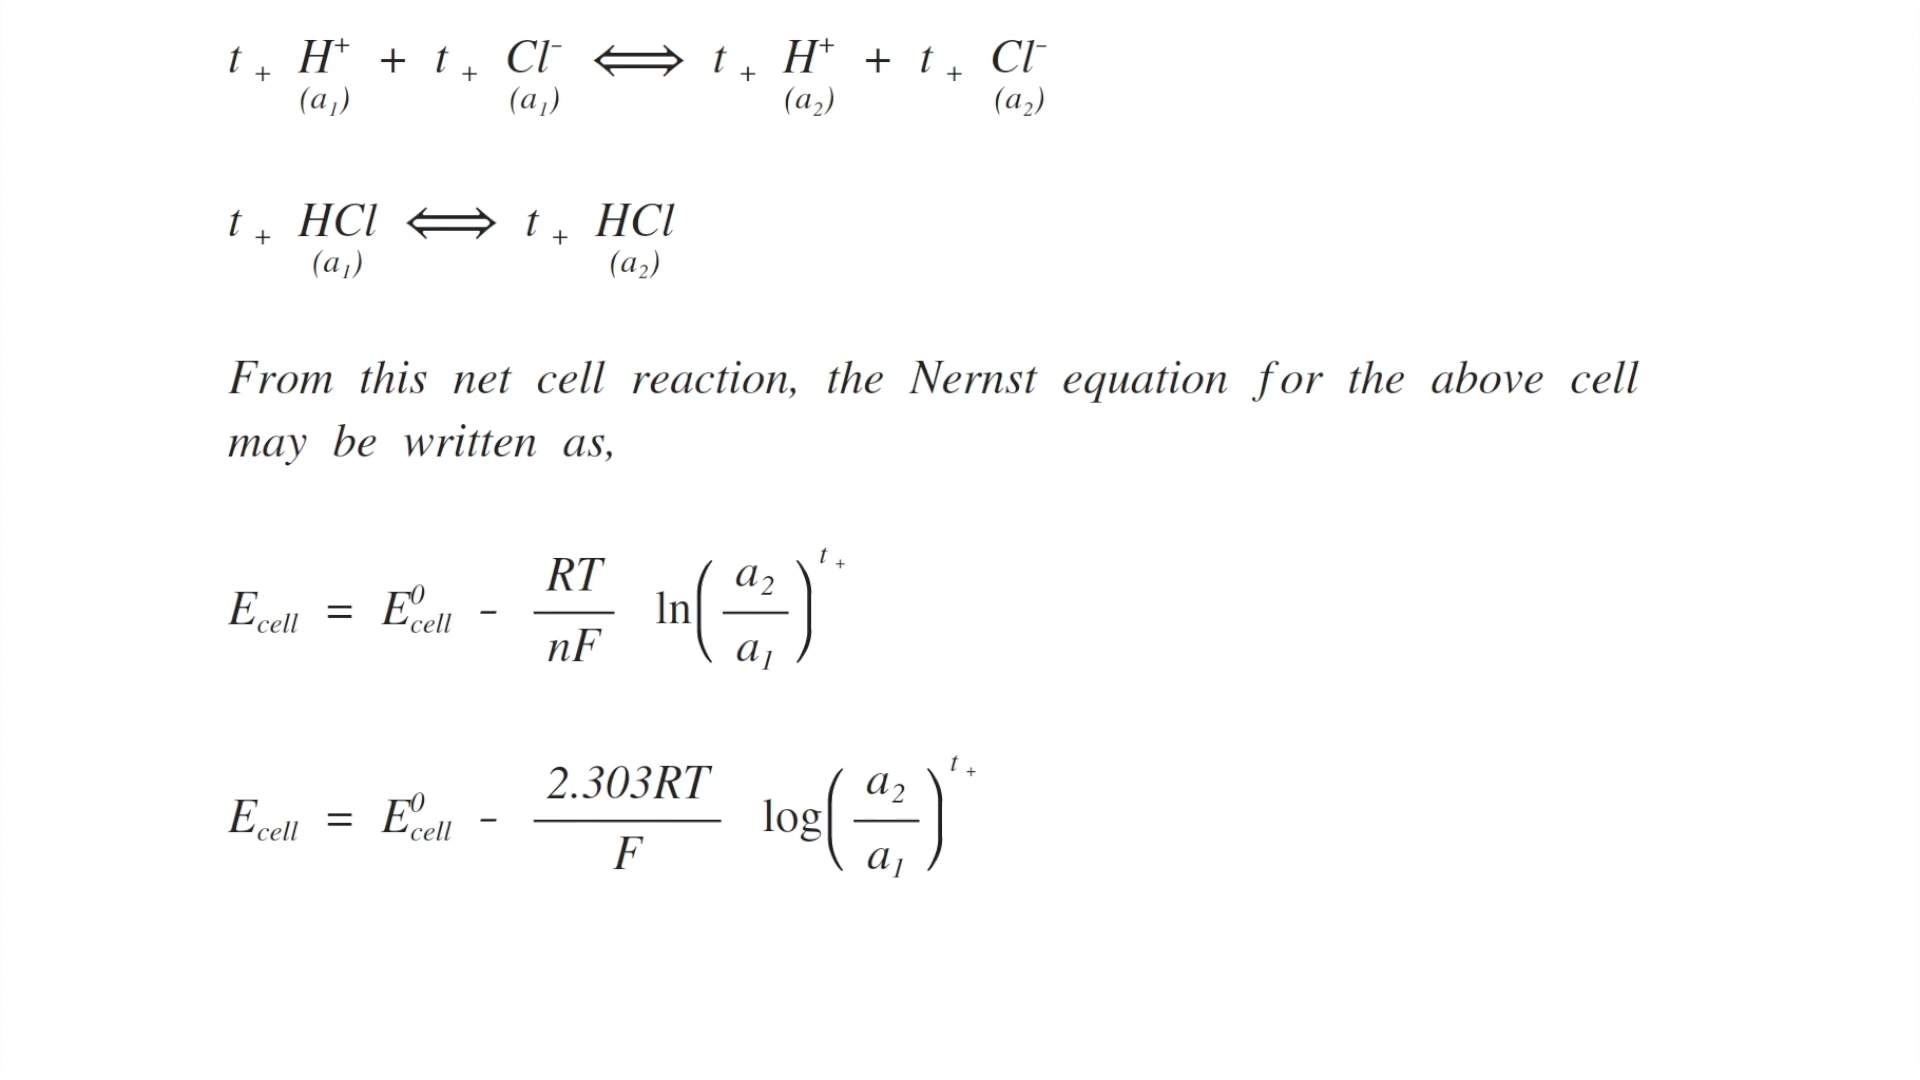 t₊ H⁺ + t₊ Cl⁻ ⟺ t₊ H⁺ + t₊ Cl⁻
(a₁) (a₁) (a₂) (a₂)
t₊ HCl ⟺ t₊ HCl
(a₁) (a₂)
From this net cell reaction, the Nernst equation for the above cell
may be written as,
E_cell = E⁰_cell - RT/nF ln(a₂/a₁)^t₊
E_cell = E⁰_cell - 2.303RT/F log(a₂/a₁)^t₊